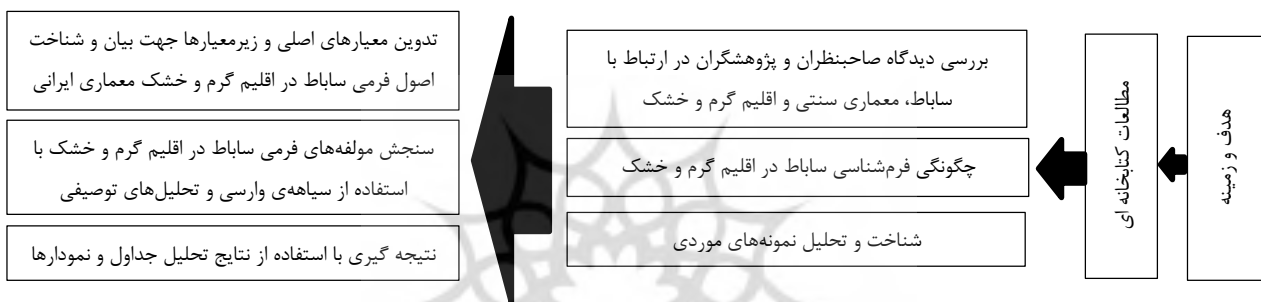 هدف و زمینه
مطالعات کتابخانه ای
بررسی دیدگاه صاحبنظران و پژوهشگران در ارتباط با
ساباط، معماری سنتی و اقلیم گرم و خشک
چگونگی فرم‌شناسی ساباط در اقلیم گرم و خشک
شناخت و تحلیل نمونه‌های موردی
تدوین معیارهای اصلی و زیرمعیارها جهت بیان و شناخت
اصول فرمی ساباط در اقلیم گرم و خشک معماری ایرانی
سنجش مولفه‌های فرمی ساباط در اقلیم گرم و خشک با
استفاده از سیاهه‌ی وارسی و تحلیل‌های توصیفی
نتیجه گیری با استفاده از نتایج تحلیل جداول و نمودارها